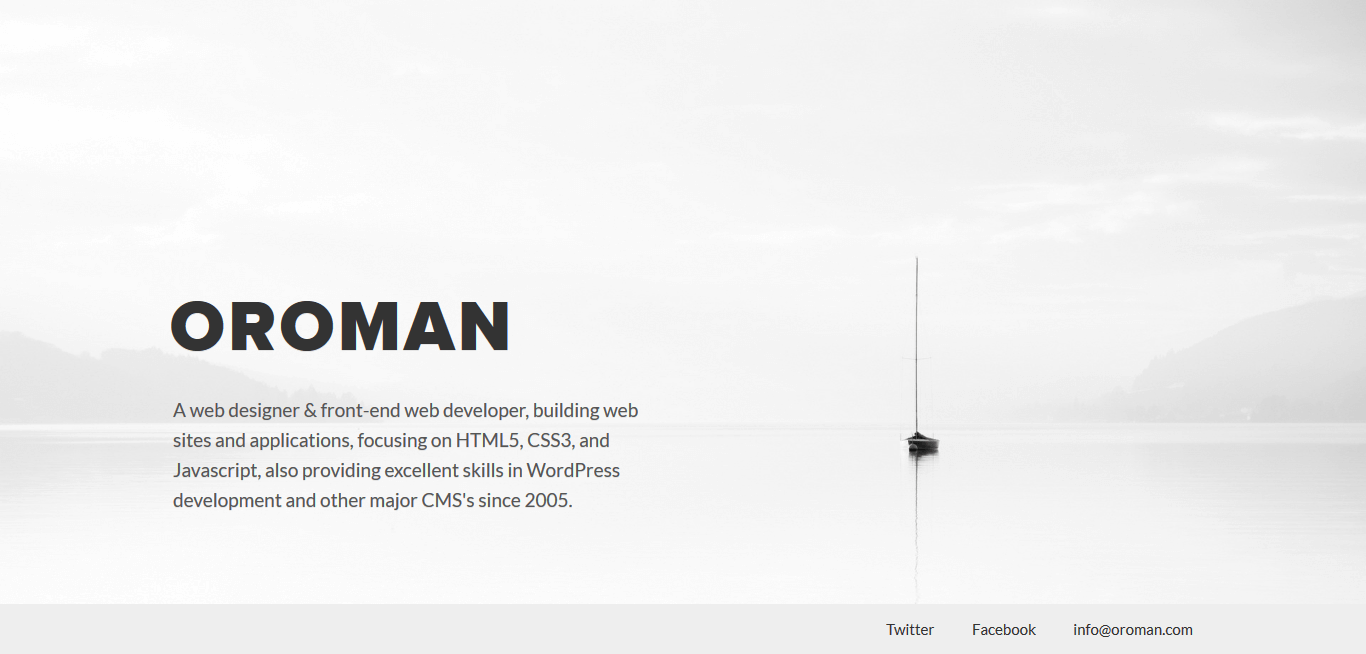 OROMAN
A web designer & front-end web developer, building web
sites and applications, focusing on HTML5, CSS3, and
Javascript, also providing excellent skills in WordPress
development and other major CMS's since 2005.
Twitter Facebook info@oroman.com